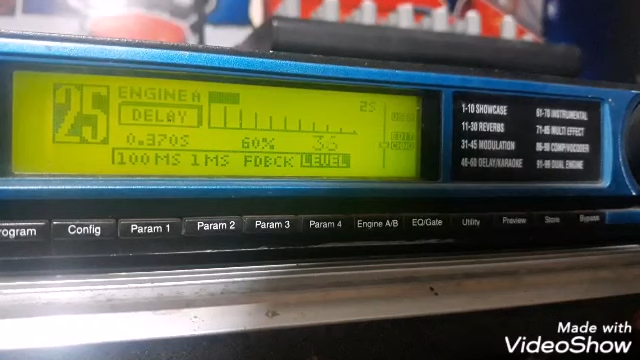 25
ENGINE A
25
DELAY
0.370S 60% 36
100 MS 1 MS FDBCK LEVEL
1-10 SHOWCASE
11-30 REVERBS
31-45 MODULATION
46-60 DELAY/KARAOKE
61-70 INSTRUMENTAL
71-85 MULTI EFFECT
86-90 COMP/VOCODER
91-99 DUAL ENGINE
rogram Config Param 1 Param 2 Param 3 Param 4 Engine A/B EQ/Gate Utility Preview Store Bypass
Made with
VideoShow